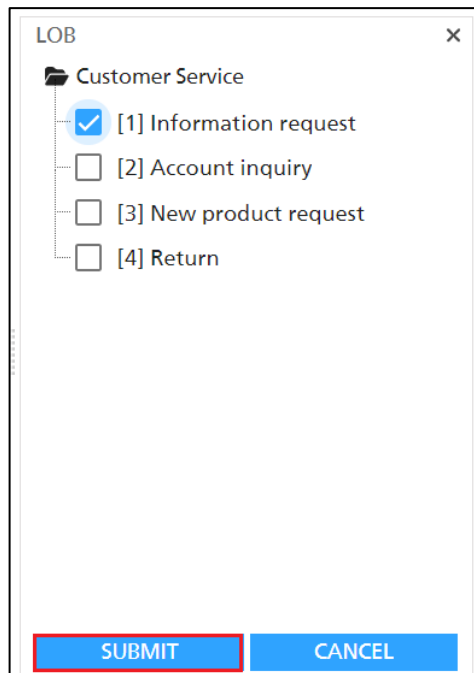 LOB
Customer Service
[1] Information request
[2] Account inquiry
[3] New product request
[4] Return
SUBMIT CANCEL